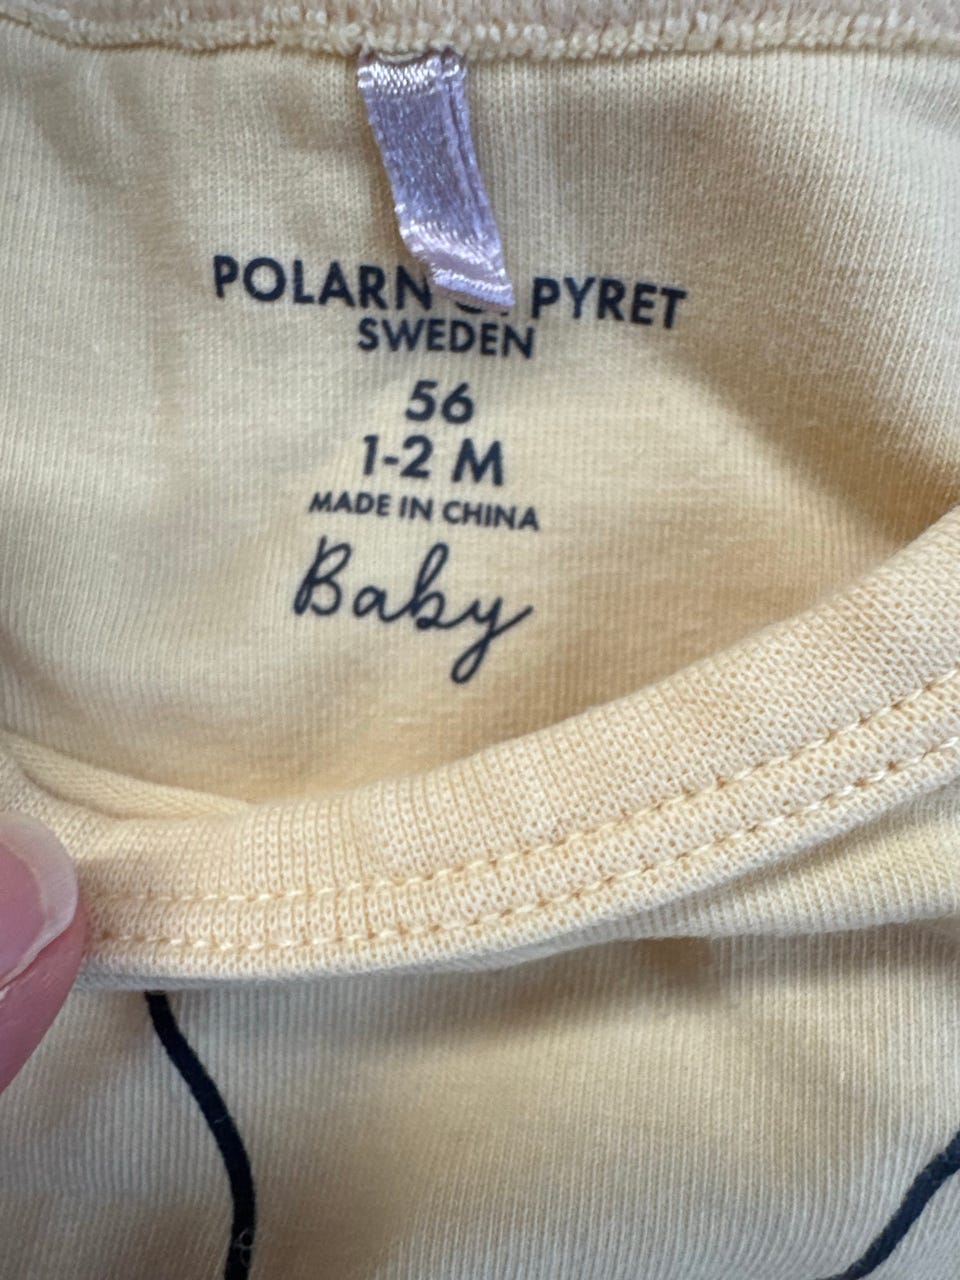 POLARN PYRET
SWEDEN
56
1-2 M
MADE IN CHINA
Baby